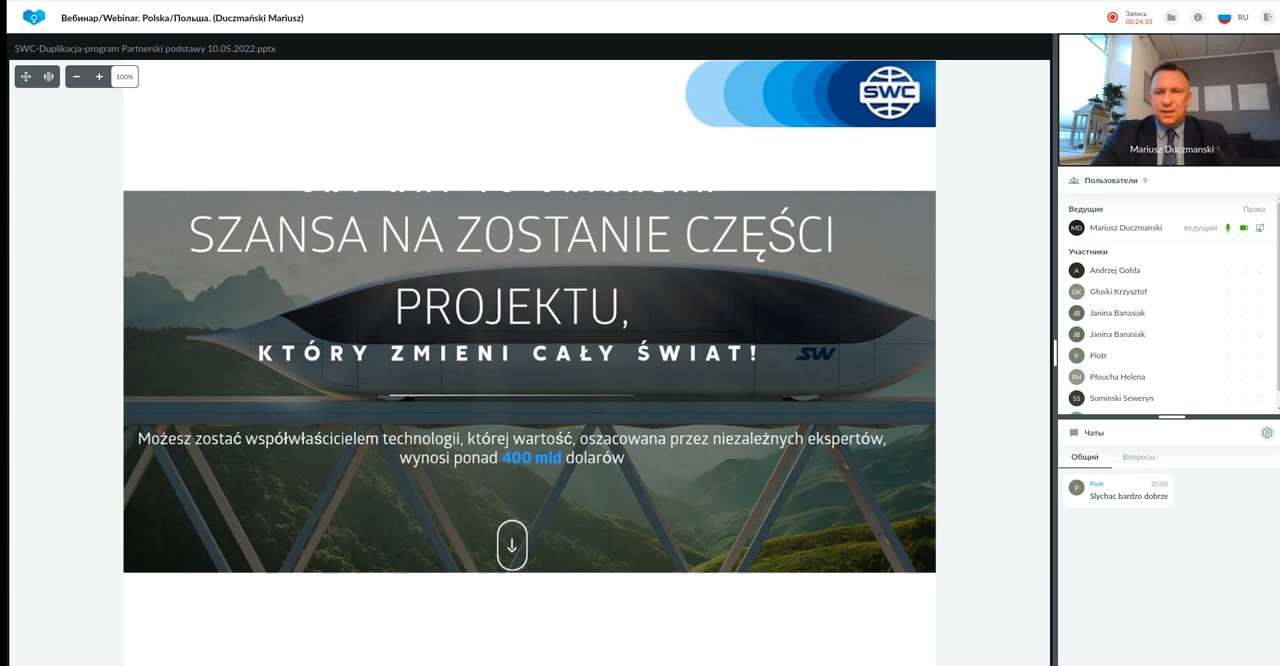 Вебинар/Webinar. Polska/Польша. (Duczmański Mariusz)
Запись
00:24:10
RU
SWC-Duplikacja-program Partnerski podstawy 10.05.2022.pptx
100%
SWC
SZANSA NA ZOSTANIE CZĘŚCI
PROJEKTU,
KTÓRY ZMIENI CAŁY ŚWIAT!
SW
Możesz zostać współwłaścicielem technologii, której wartość, oszacowana przez niezależnych ekspertów,
wynosi ponad 400 mld dolarów
Mariusz Duczmanski
Пользователи 9
Ведущие Права
MD Mariusz Duczmanski ведущий
Участники
A Andrzej Gołda
GK Głuski Krzysztof
JB Janina Banasiak
JB Janina Banasiak
P Piotr
PH Płoucha Helena
SS Suminski Seweryn
Чаты
Общий Вопросы
P Piotr 20:00
Slychac bardzo dobrze